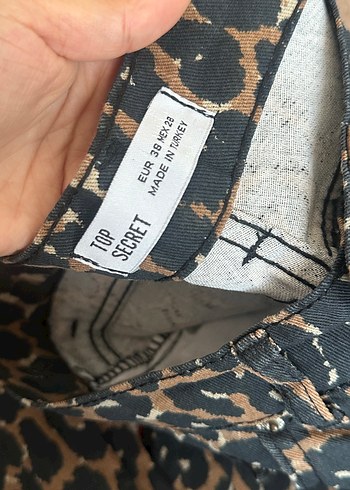 TOP
SECRET
EUR 38 MEX 28
MADE IN TURKEY